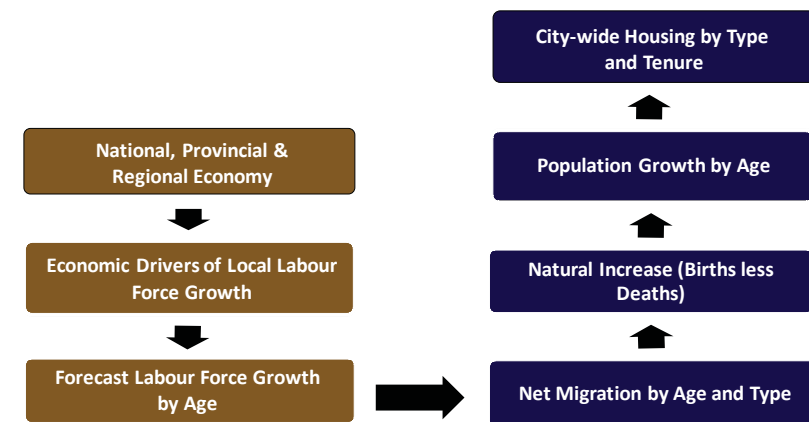 National, Provincial &
Regional Economy
Economic Drivers of Local Labour
Force Growth
Forecast Labour Force Growth
by Age
Net Migration by Age and Type
Natural Increase (Births less
Deaths)
Population Growth by Age
City-wide Housing by Type
and Tenure